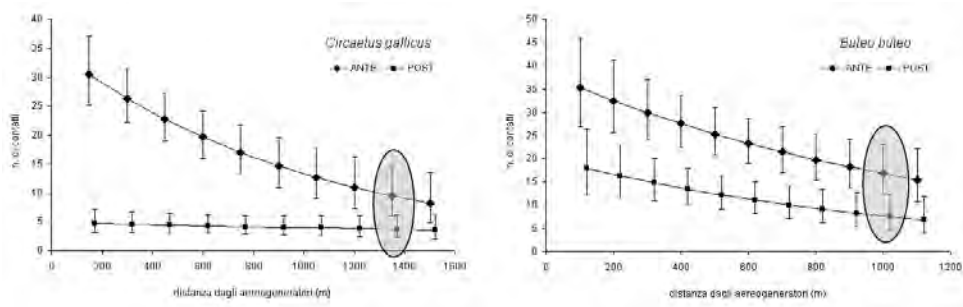 Circaetus gallicus
ANTE POST
n. di contatti
40
35
30
25
20
15
10
5
0
0 200 400 600 800 1000 1200 1400 1600
distanza dagli aerogeneratori (m)
Buteo buteo
ANTE POST
n. di contatti
50
45
40
35
30
25
20
15
10
5
0
0 200 400 600 800 1000 1200
distanza dagli aereogeneratori (m)